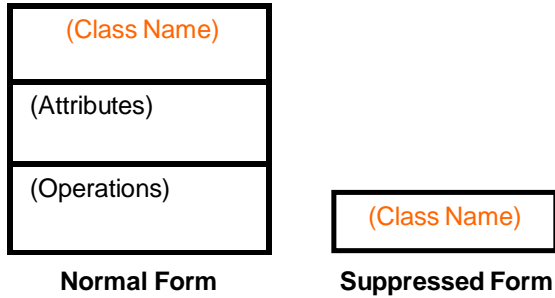 (Class Name)
(Attributes)
(Operations)
(Class Name)
Normal Form
Suppressed Form